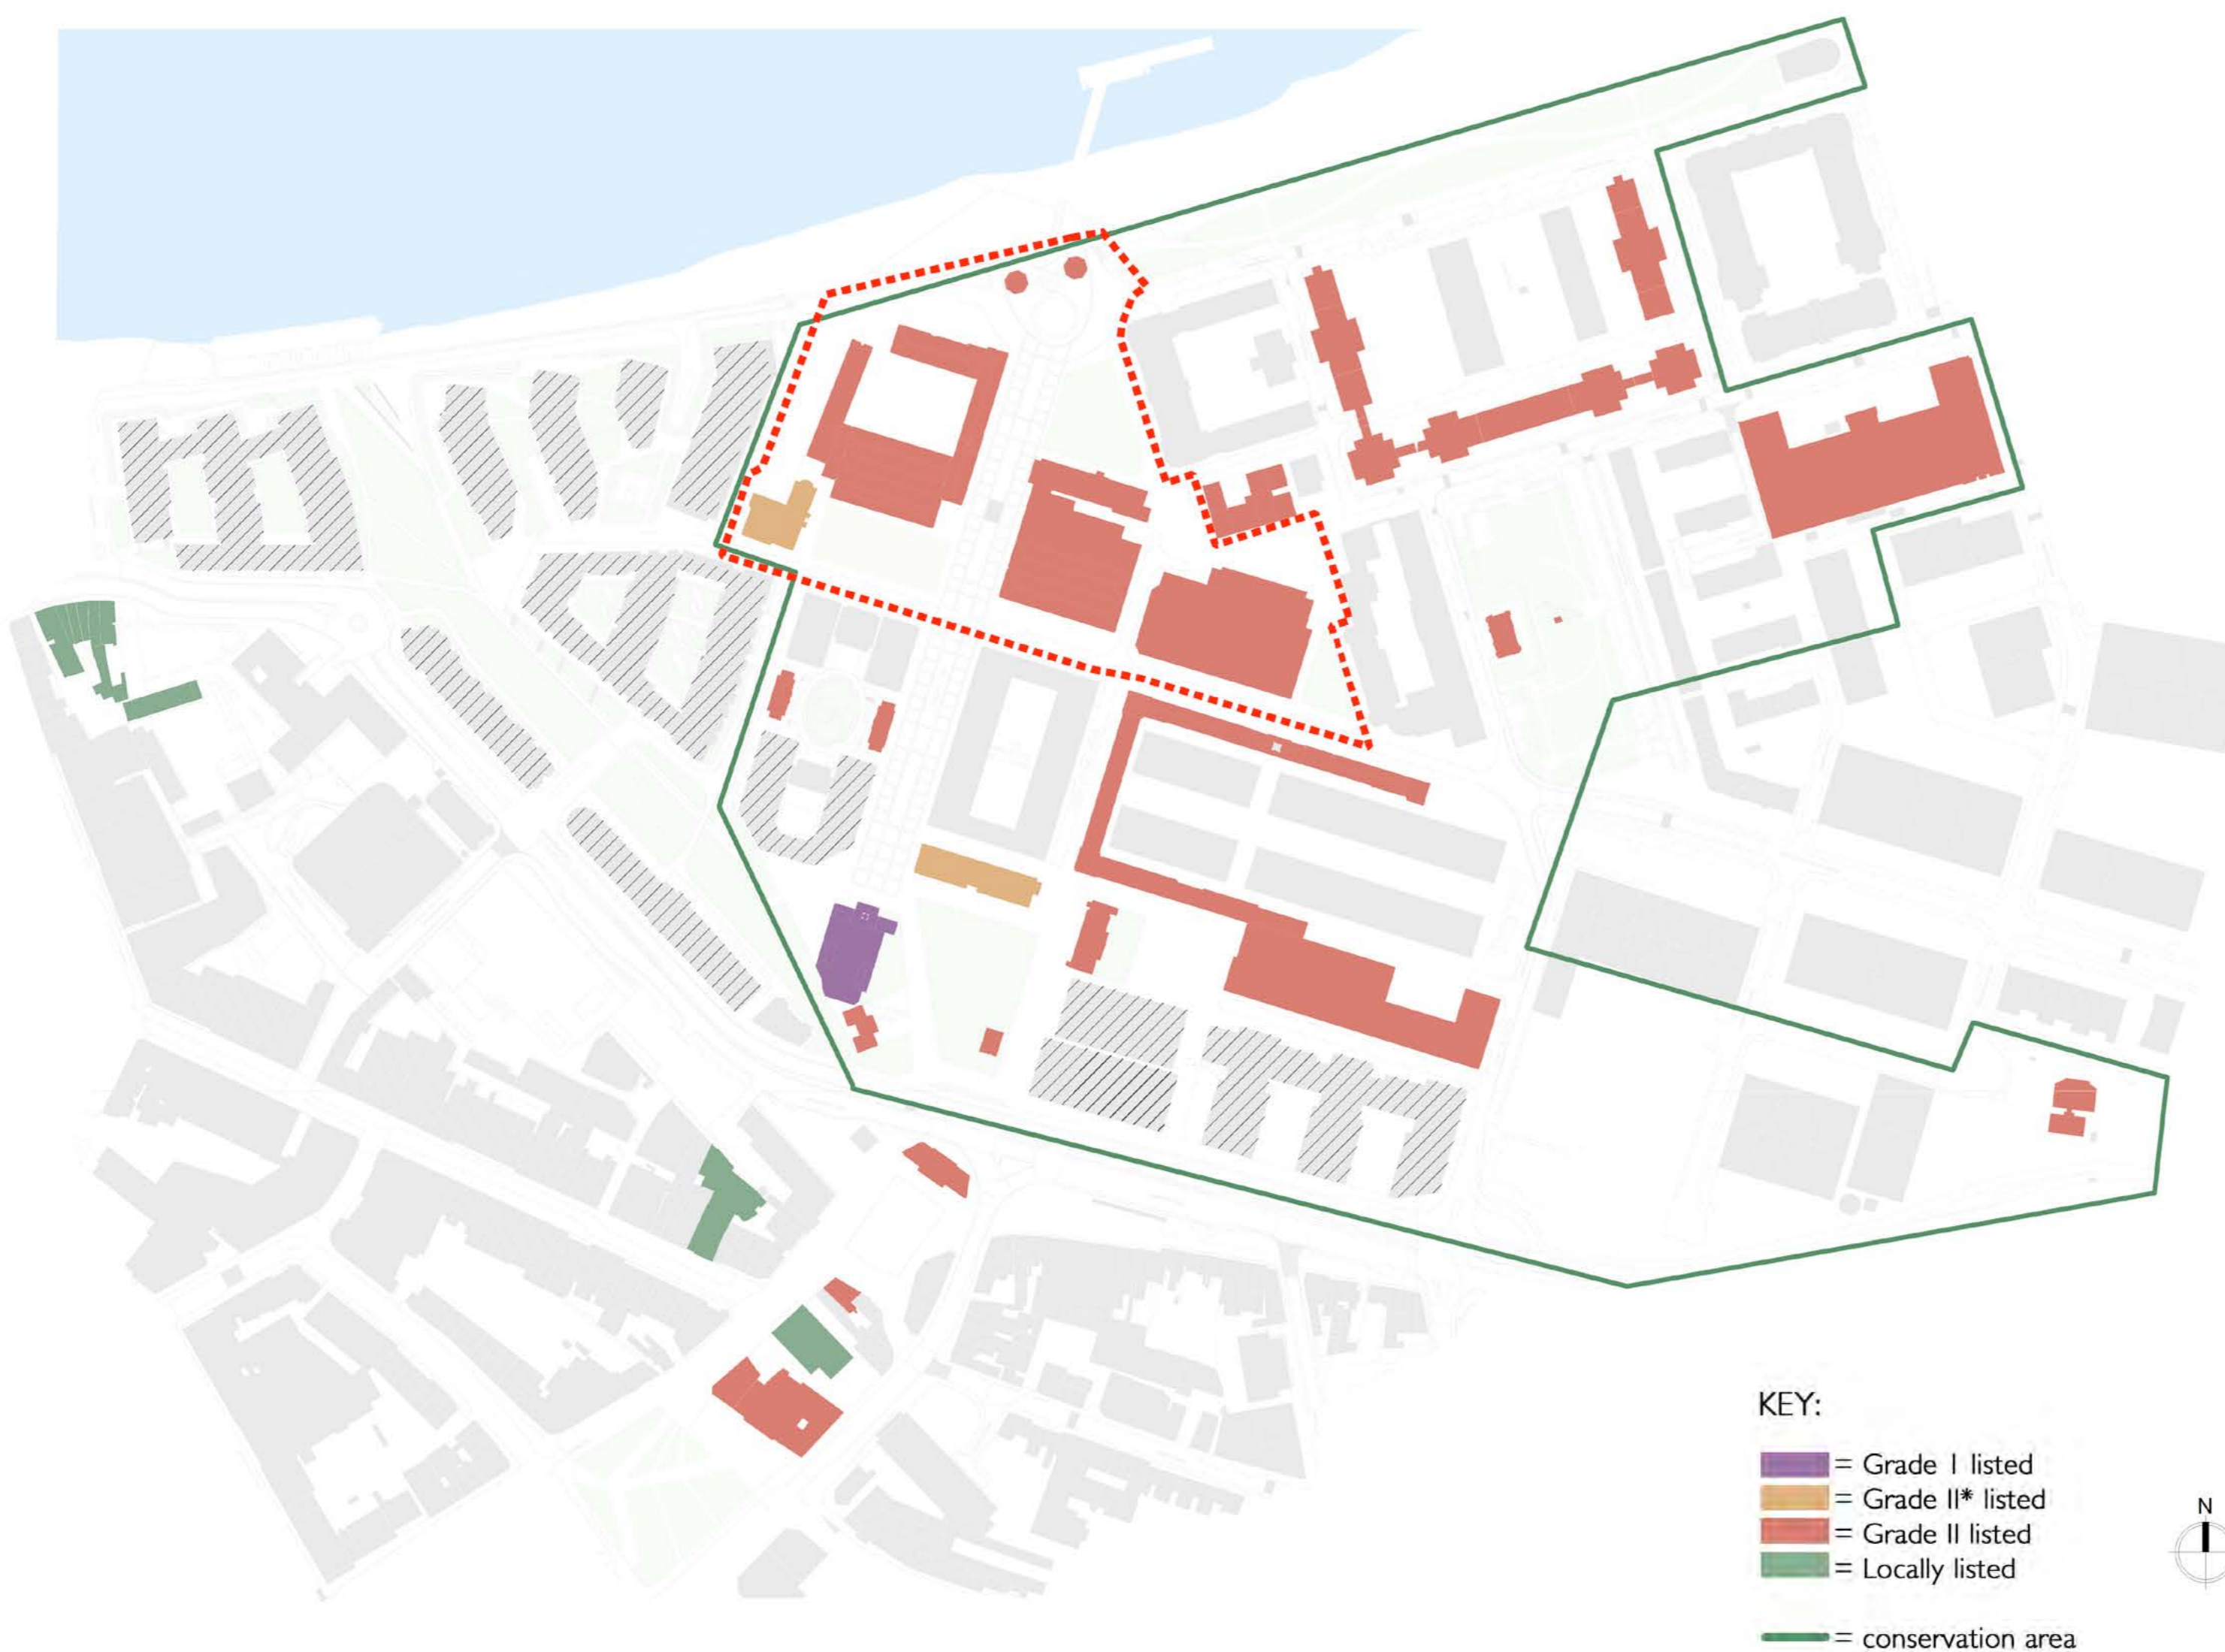 KEY:
= Grade I listed
= Grade II* listed
= Grade II listed
= Locally listed
= conservation area
N